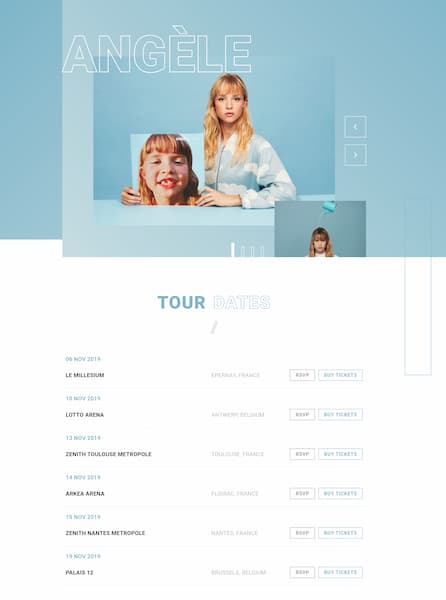 ANGÈLE
TOUR DATES
06 NOV 2019
LE MILLESIUM EPERNAY, FRANCE RSVP BUY TICKETS
10 NOV 2019
LOTTO ARENA ANTWERP, BELGIUM RSVP BUY TICKETS
12 NOV 2019
ZENITH TOULOUSE METROPOLE TOULOUSE, FRANCE RSVP BUY TICKETS
14 NOV 2019
ARKEA ARENA FLOIRAC, FRANCE RSVP BUY TICKETS
15 NOV 2019
ZENITH NANTES METROPOLE NANTES, FRANCE RSVP BUY TICKETS
19 NOV 2019
PALAIS 12 BRUSSELS, BELGIUM RSVP BUY TICKETS